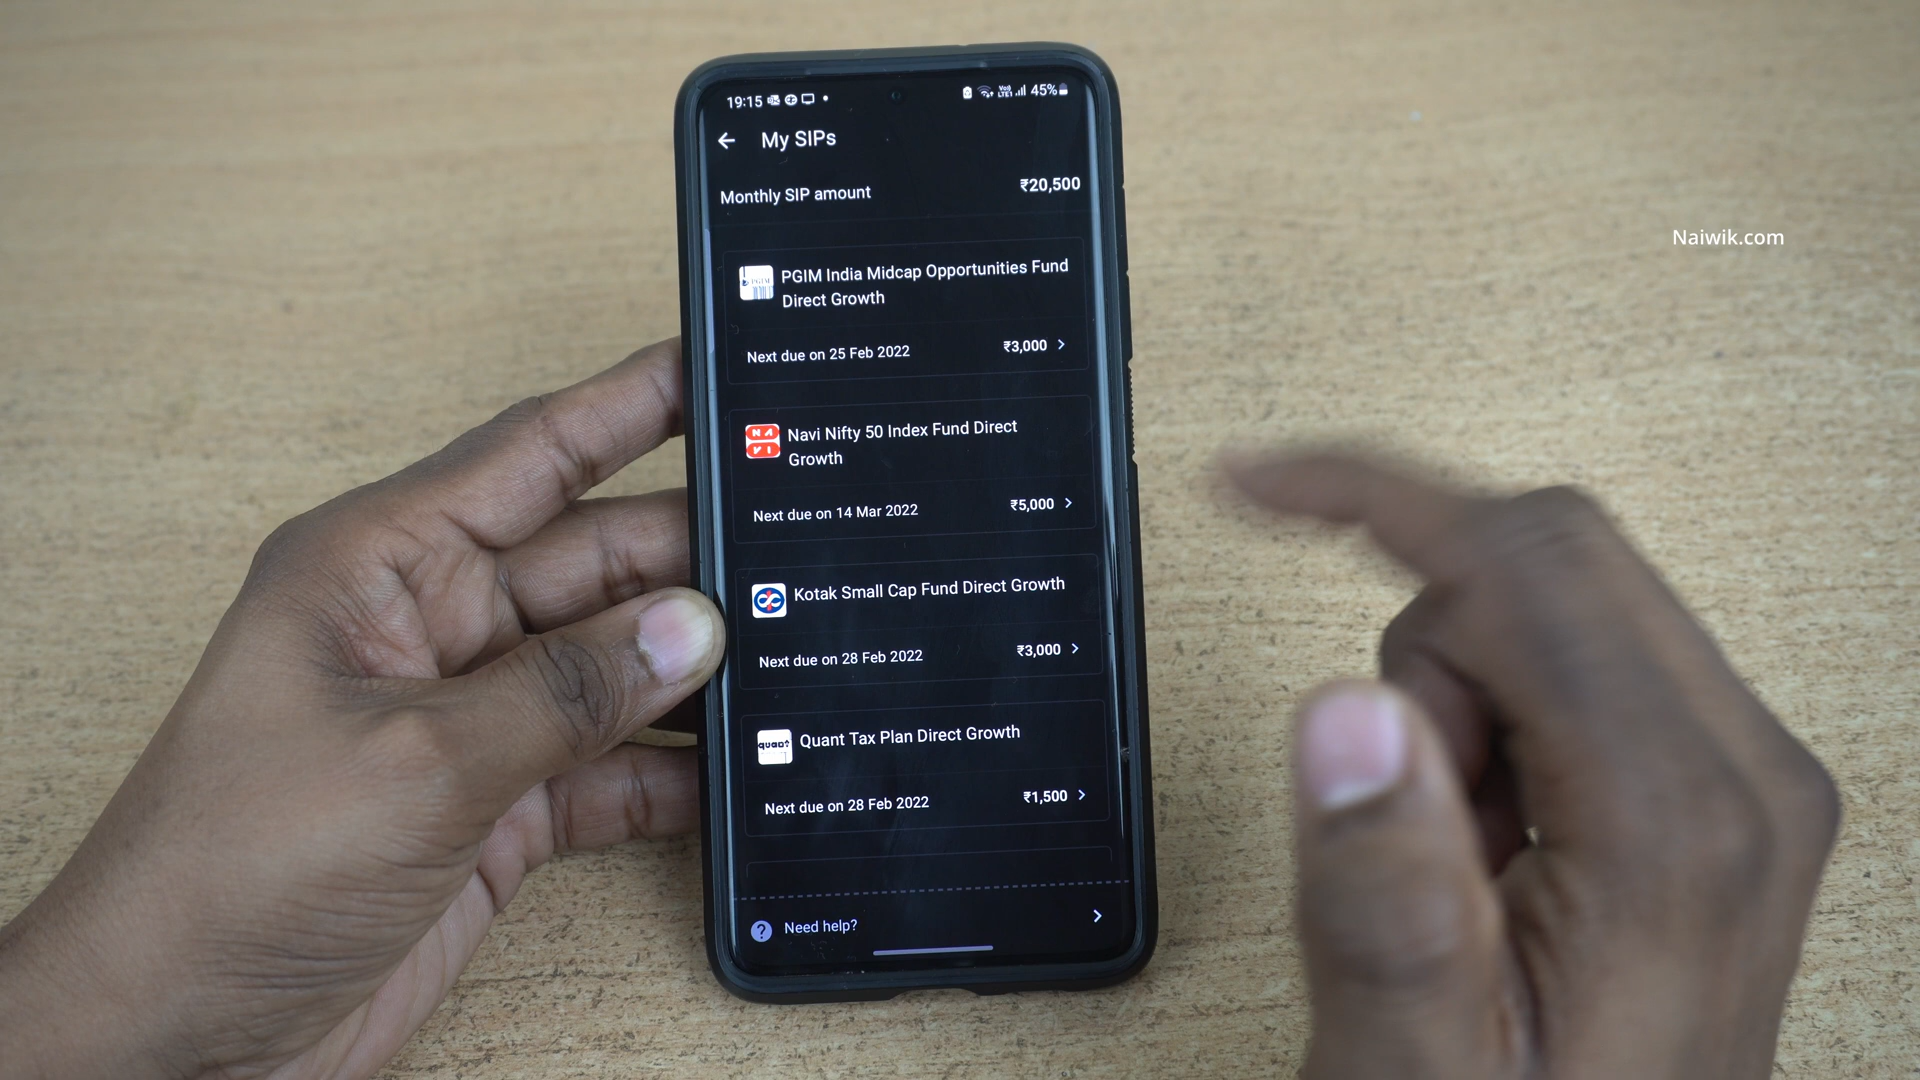 19:15
45%
My SIPs
Monthly SIP amount ₹20,500
PGIM India Midcap Opportunities Fund
Direct Growth
Next due on 25 Feb 2022 ₹3,000
NAVI
Navi Nifty 50 Index Fund Direct
Growth
Next due on 14 Mar 2022 ₹5,000
Kotak Small Cap Fund Direct Growth
Next due on 28 Feb 2022 ₹3,000
quant
Quant Tax Plan Direct Growth
Next due on 28 Feb 2022 ₹1,500
? Need help?
Naiwik.com